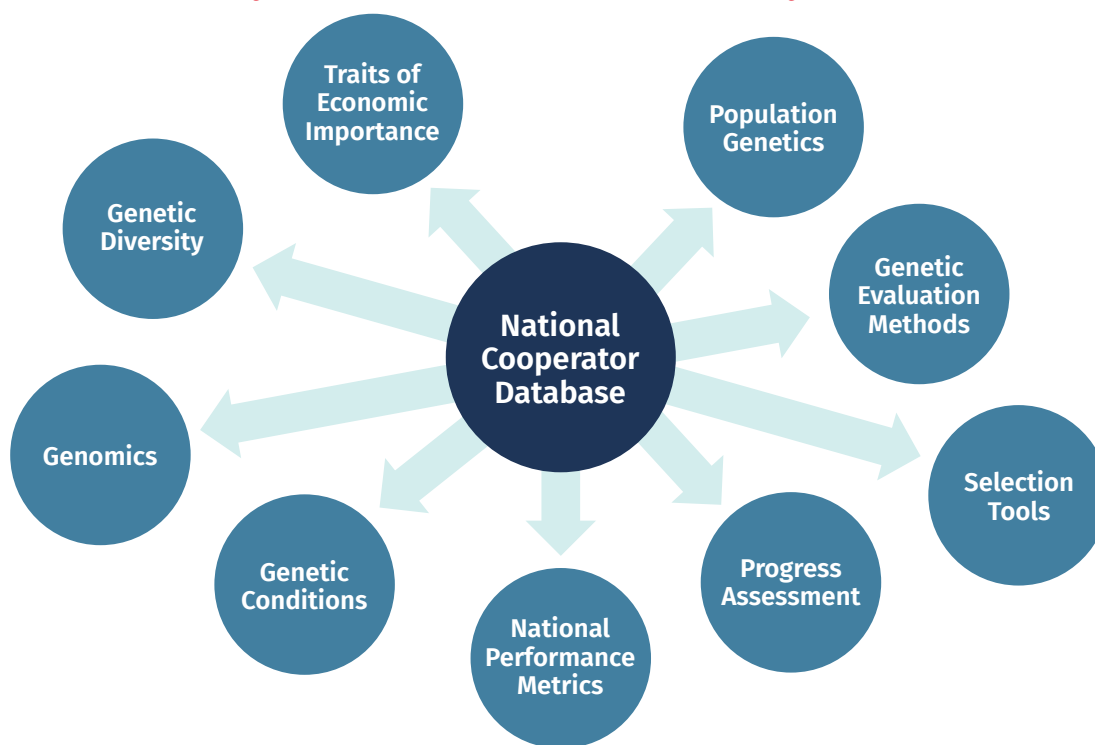 Traits of
Economic
Importance
Population
Genetics
Genetic
Diversity
Genetic
Evaluation
Methods
National
Cooperator
Database
Genomics
Selection
Tools
Genetic
Conditions
Progress
Assessment
National
Performance
Metrics